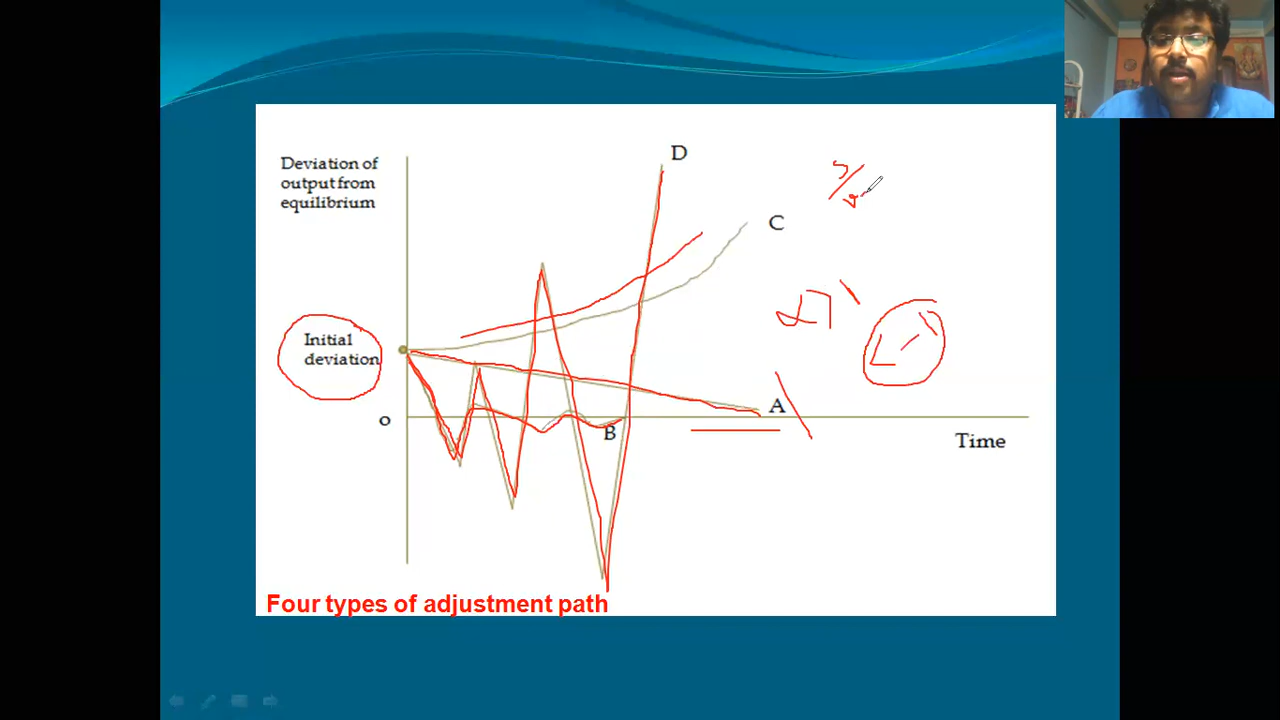 Deviation of
output from
equilibrium
D
C
Initial
deviation
A
o
B
Time
Four types of adjustment path